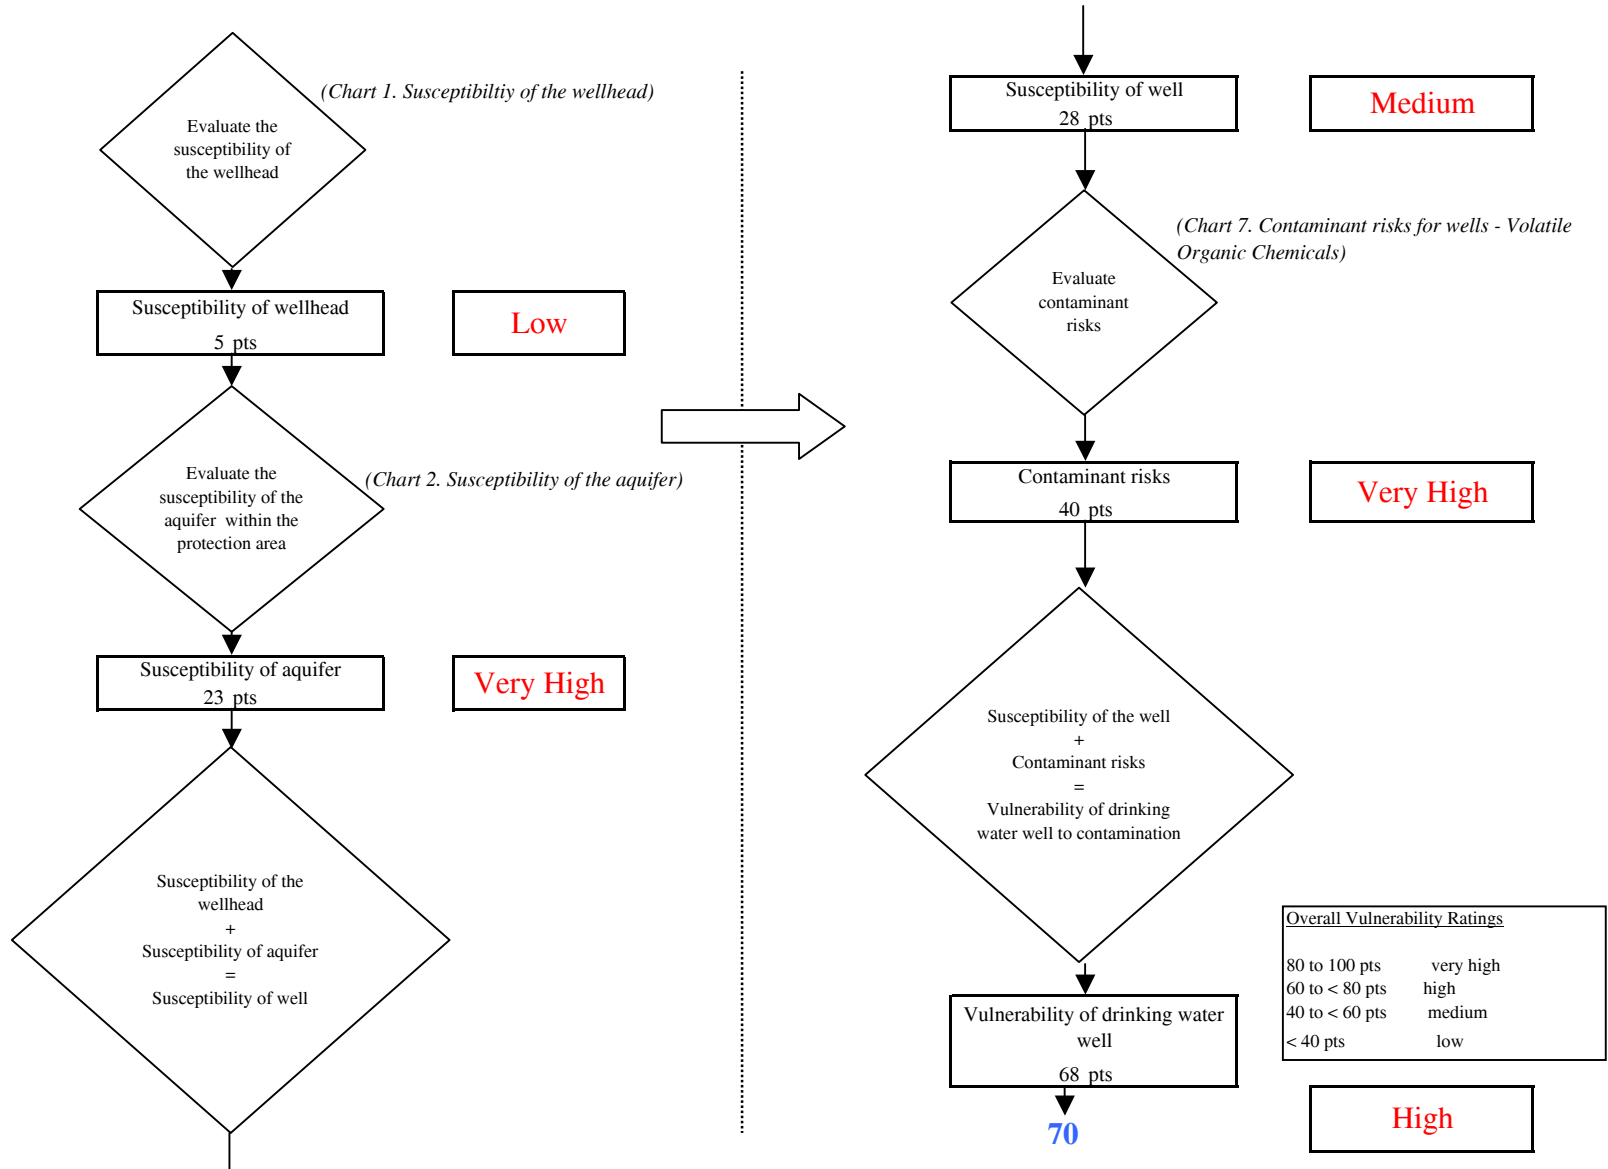 (Chart 1. Susceptibiltiy of the wellhead)
Evaluate the
susceptibility of
the wellhead
Susceptibility of wellhead
5 pts
Low
Evaluate the
susceptibility of the
aquifer within the
protection area
(Chart 2. Susceptibility of the aquifer)
Susceptibility of aquifer
23 pts
Very High
Susceptibility of the
wellhead
+
Susceptibility of aquifer
=
Susceptibility of well
Susceptibility of well
28 pts
Medium
(Chart 7. Contaminant risks for wells - Volatile
Organic Chemicals)
Evaluate
contaminant
risks
Contaminant risks
40 pts
Very High
Susceptibility of the well
+
Contaminant risks
=
Vulnerability of drinking
water well to contamination
Overall Vulnerability Ratings
80 to 100 pts very high
60 to < 80 pts high
40 to < 60 pts medium
< 40 pts low
Vulnerability of drinking water
well
68 pts
70
High